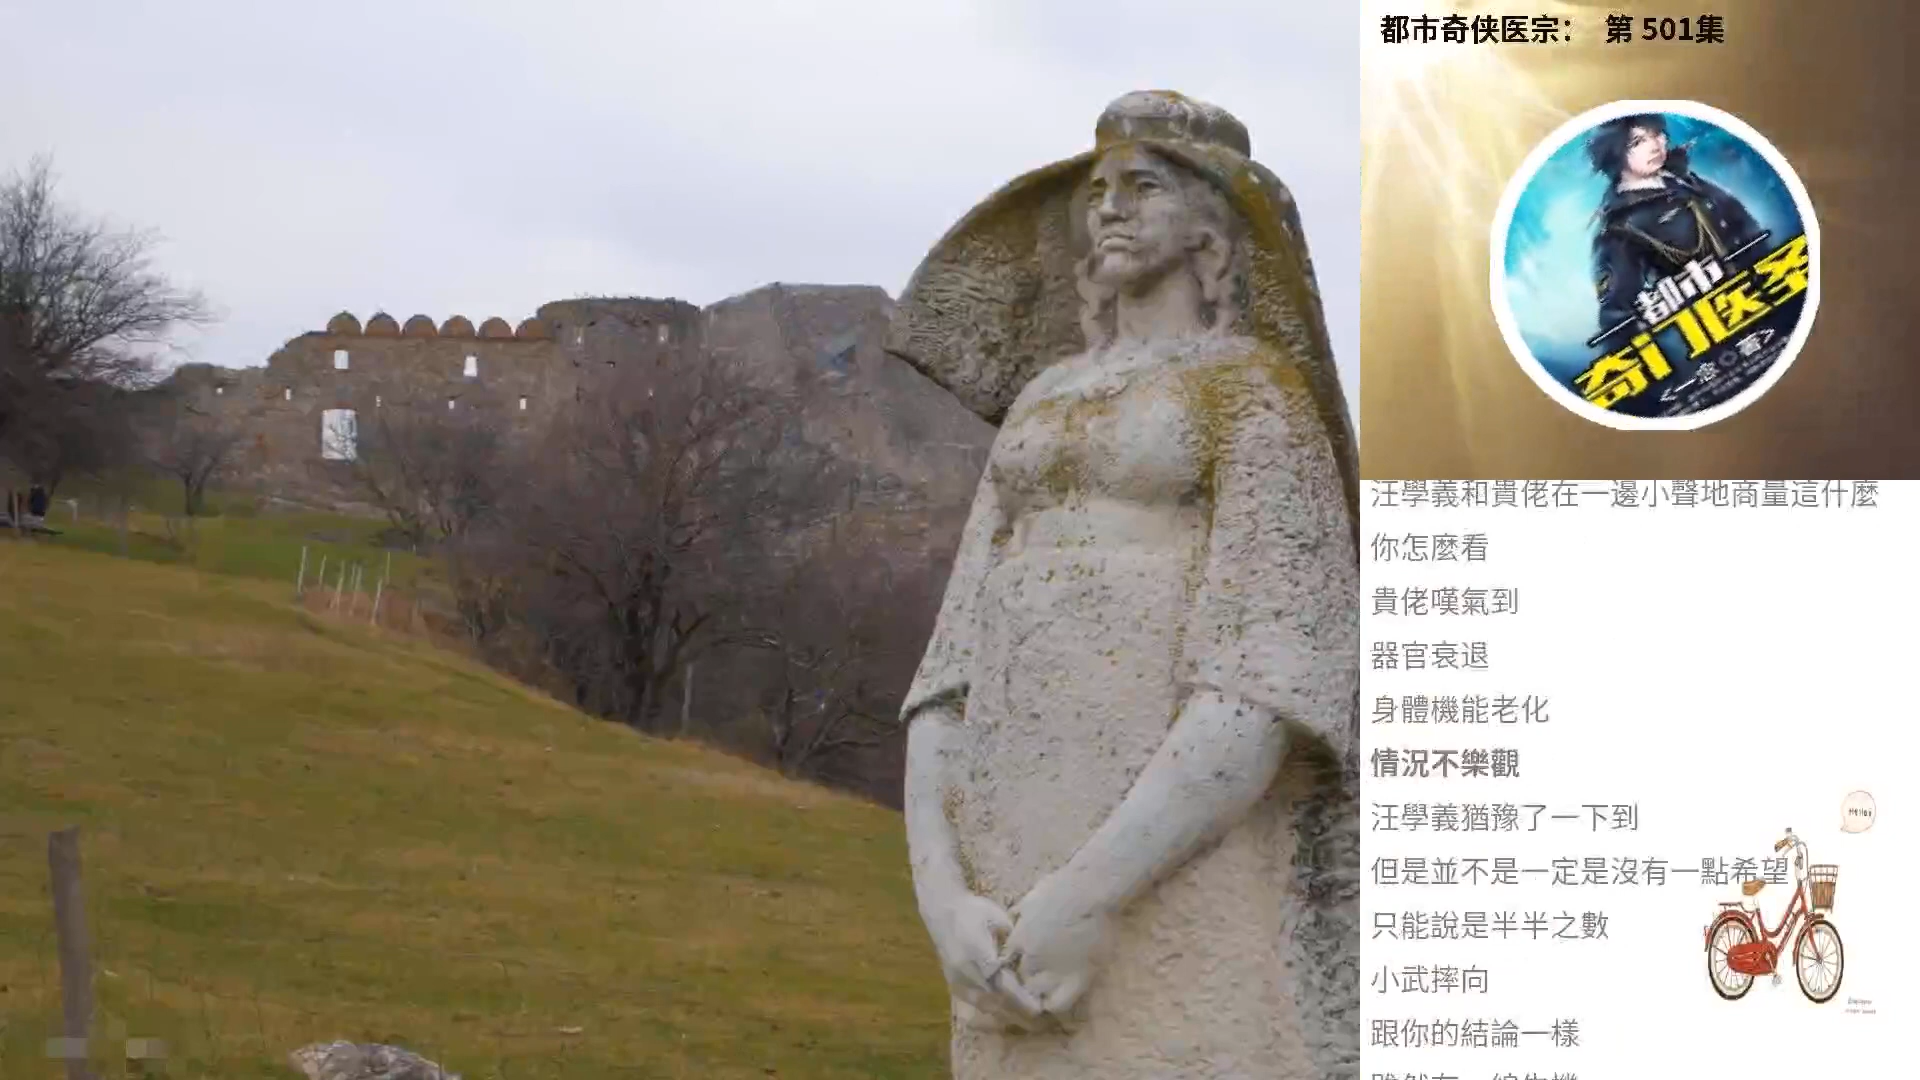 都市奇侠医宗： 第 501集
都市
奇门医圣
汪學義和貴佬在一邊小聲地商量這什麼
你怎麼看
貴佬嘆氣到
器官衰退
身體機能老化
情況不樂觀
汪學義猶豫了一下到
但是並不是一定是沒有一點希望
只能說是半半之數
小武摔向
跟你的結論一樣